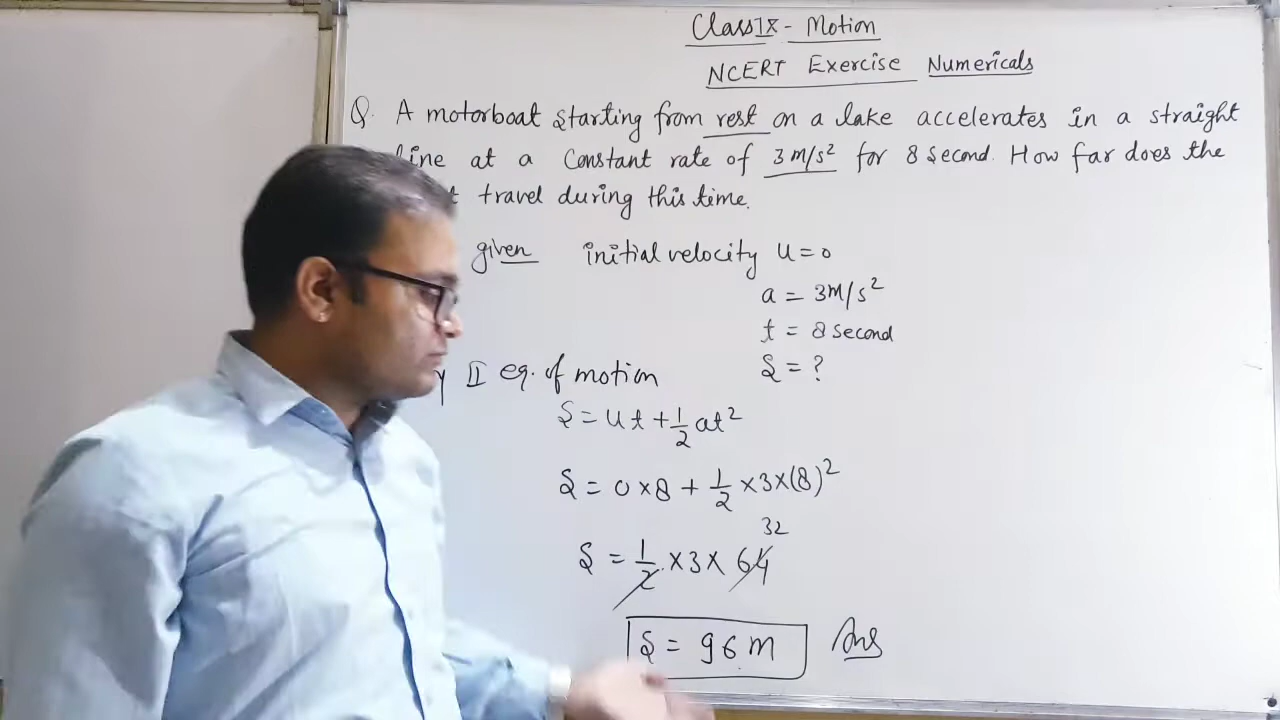 Class IX - Motion
NCERT Exercise Numericals
Q. A motorboat starting from rest on a lake accelerates in a straight
line at a constant rate of 3 m/s² for 8 second. How far does the
travel during this time.
given initial velocity u = 0
a = 3m/s²
t = 8 second
S = ?
II eq. of motion
S = ut + 1/2 at²
S = 0 × 8 + 1/2 × 3 × (8)²
32
S = 1/2 × 3 × 64
S = 96 m Ans